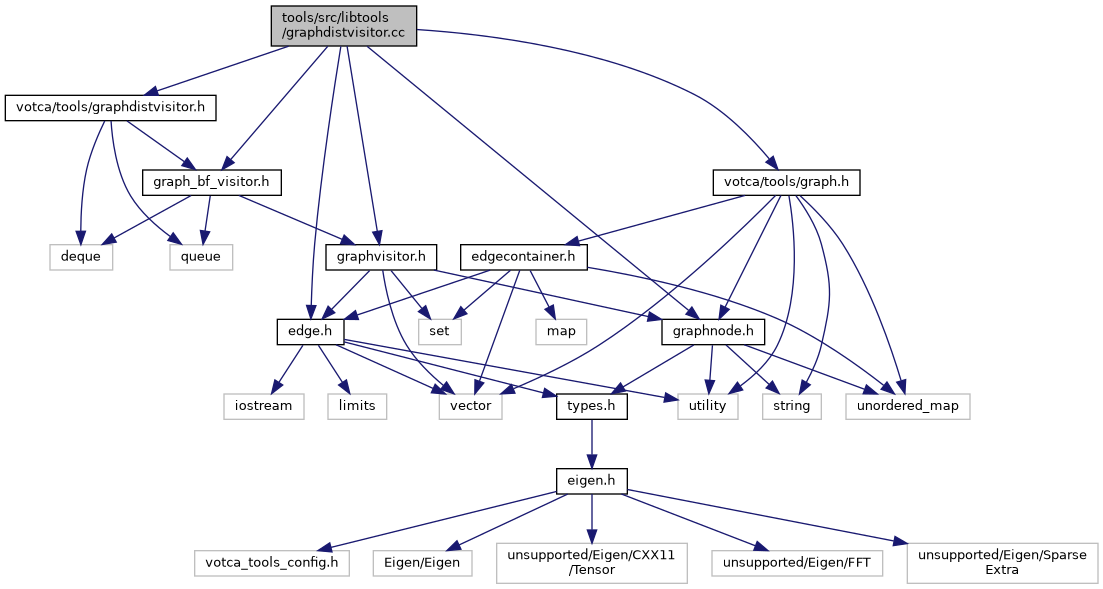 tools/src/libtools
/graphdistvisitor.cc
votca/tools/graphdistvisitor.h
graph_bf_visitor.h
votca/tools/graph.h
deque
queue
graphvisitor.h
edgecontainer.h
edge.h
set
map
graphnode.h
iostream
limits
vector
types.h
utility
string
unordered_map
eigen.h
votca_tools_config.h
Eigen/Eigen
unsupported/Eigen/CXX11
/Tensor
unsupported/Eigen/FFT
unsupported/Eigen/Sparse
Extra